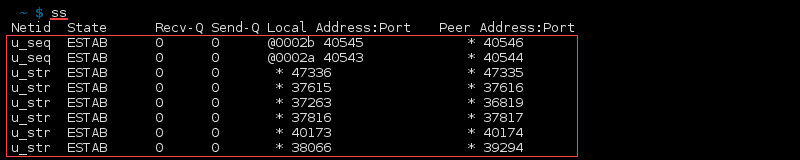 ~ $ ss
Netid State Recv-Q Send-Q Local Address:Port Peer Address:Port
u_seq ESTAB 0 0 @0002b 40545 * 40546
u_seq ESTAB 0 0 @0002a 40543 * 40544
u_str ESTAB 0 0 * 47336 * 47335
u_str ESTAB 0 0 * 37615 * 37616
u_str ESTAB 0 0 * 37263 * 36819
u_str ESTAB 0 0 * 37816 * 37817
u_str ESTAB 0 0 * 40173 * 40174
u_str ESTAB 0 0 * 38066 * 39294